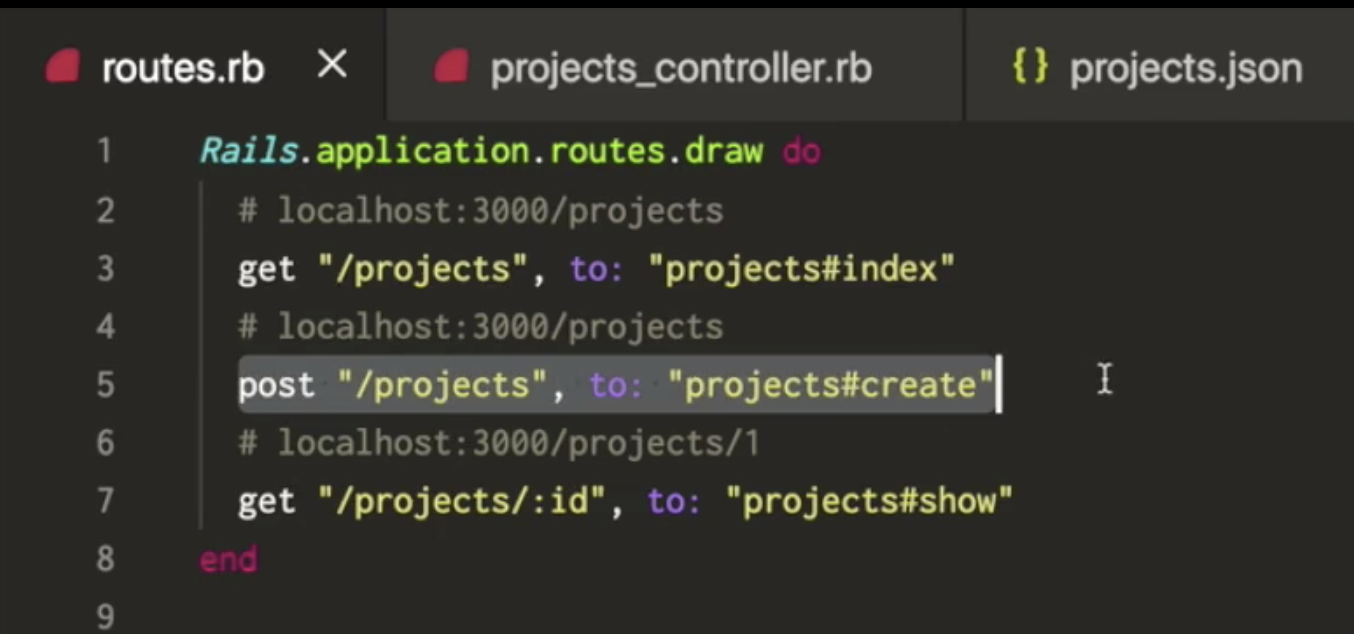 routes.rb × projects_controller.rb {} projects.json
1 Rails.application.routes.draw do
2 # localhost:3000/projects
3 get "/projects", to: "projects#index"
4 # localhost:3000/projects
5 post "/projects", to: "projects#create"
6 # localhost:3000/projects/1
7 get "/projects/:id", to: "projects#show"
8 end
9